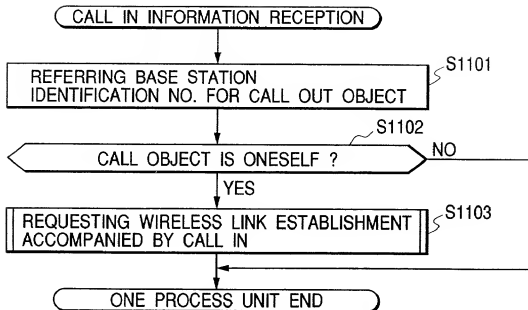 CALL IN INFORMATION RECEPTION
S1101
REFERRING BASE STATION
IDENTIFICATION NO. FOR CALL OUT OBJECT
S1102
CALL OBJECT IS ONESELF ?
NO
YES
S1103
REQUESTING WIRELESS LINK ESTABLISHMENT
ACCOMPANIED BY CALL IN
ONE PROCESS UNIT END